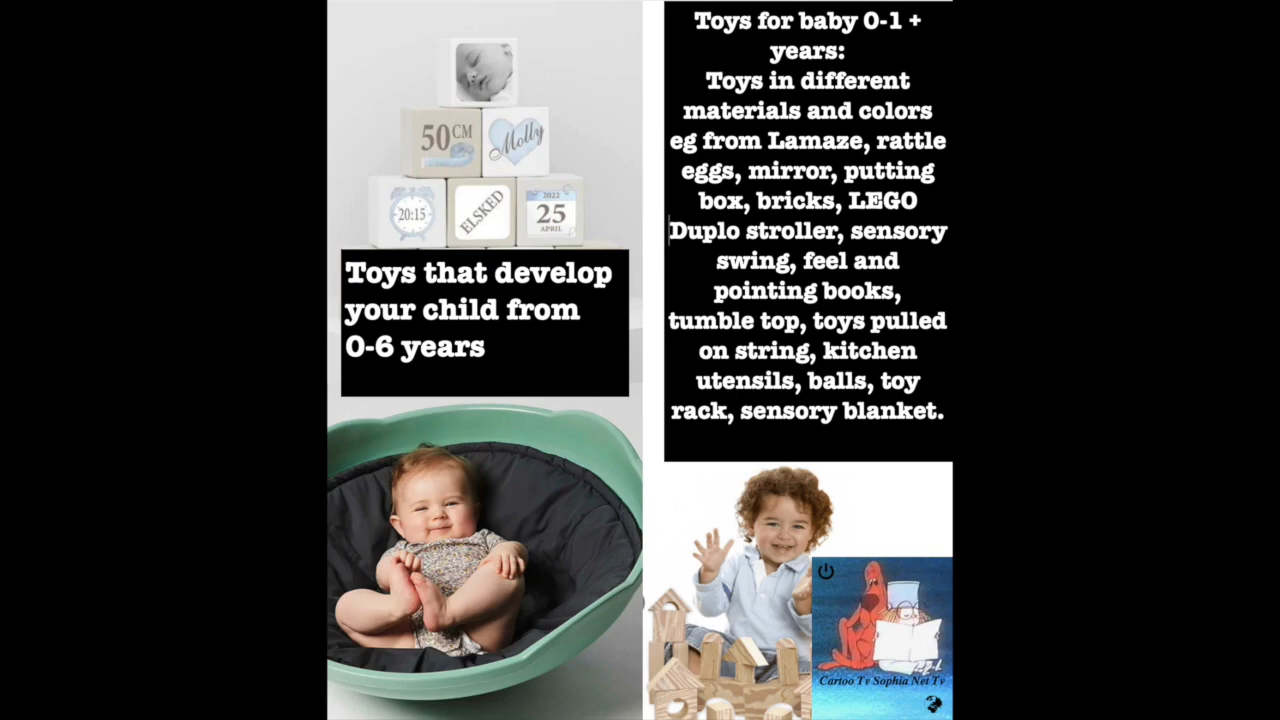 50 CM
Molly
20:15
ELSKED
2022
25
APRIL
Toys that develop
your child from
0-6 years
Toys for baby 0-1 +
years:
Toys in different
materials and colors
eg from Lamaze, rattle
eggs, mirror, putting
box, bricks, LEGO
Duplo stroller, sensory
swing, feel and
pointing books,
tumble top, toys pulled
on string, kitchen
utensils, balls, toy
rack, sensory blanket.
Cartoo Tv Sophia Net Tv